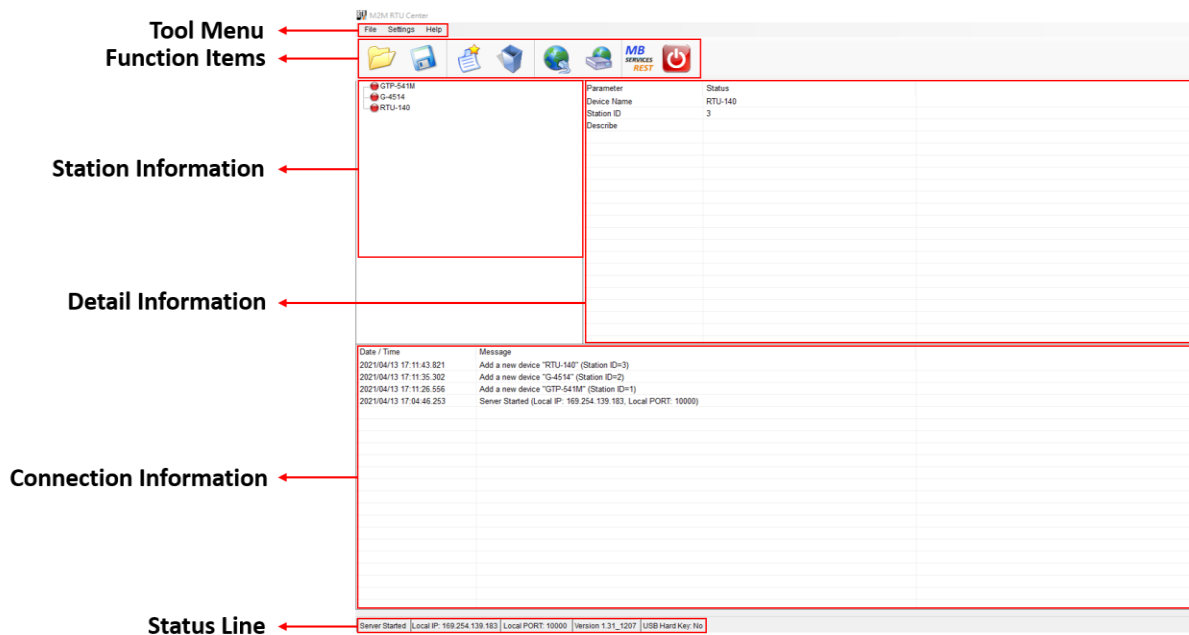 M2M RTU Center
Tool Menu
File Settings Help
Function Items
MB
SERVICES
REST
GTP-541M
G-4514
RTU-140
Parameter Status
Device Name RTU-140
Station ID 3
Describe
Station Information
Detail Information
Date / Time Message
2021/04/13 17:11:43.821 Add a new device "RTU-140" (Station ID=3)
2021/04/13 17:11:35.302 Add a new device "G-4514" (Station ID=2)
2021/04/13 17:11:26.556 Add a new device "GTP-541M" (Station ID=1)
2021/04/13 17:04:46.253 Server Started (Local IP: 169.254.139.183, Local PORT: 10000)
Connection Information
Status Line
Server Started Local IP: 169.254.139.183 Local PORT: 10000 Version 1.31_1207 USB Hard Key: No